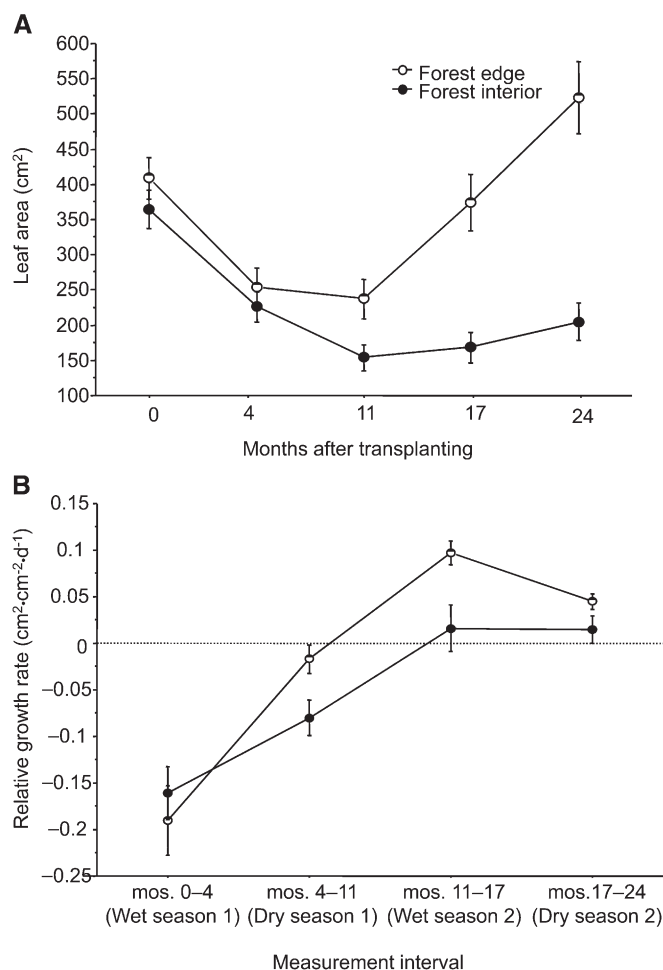 A
600
550
500
450
400
350
300
250
200
150
100
Leaf area (cm²)
Forest edge
Forest interior
0 4 11 17 24
Months after transplanting
B
0.15
0.1
0.05
0
–0.05
–0.1
–0.15
–0.2
–0.25
Relative growth rate (cm²·cm⁻²·d⁻¹)
mos. 0–4 mos. 4–11 mos. 11–17 mos.17–24
(Wet season 1) (Dry season 1) (Wet season 2) (Dry season 2)
Measurement interval